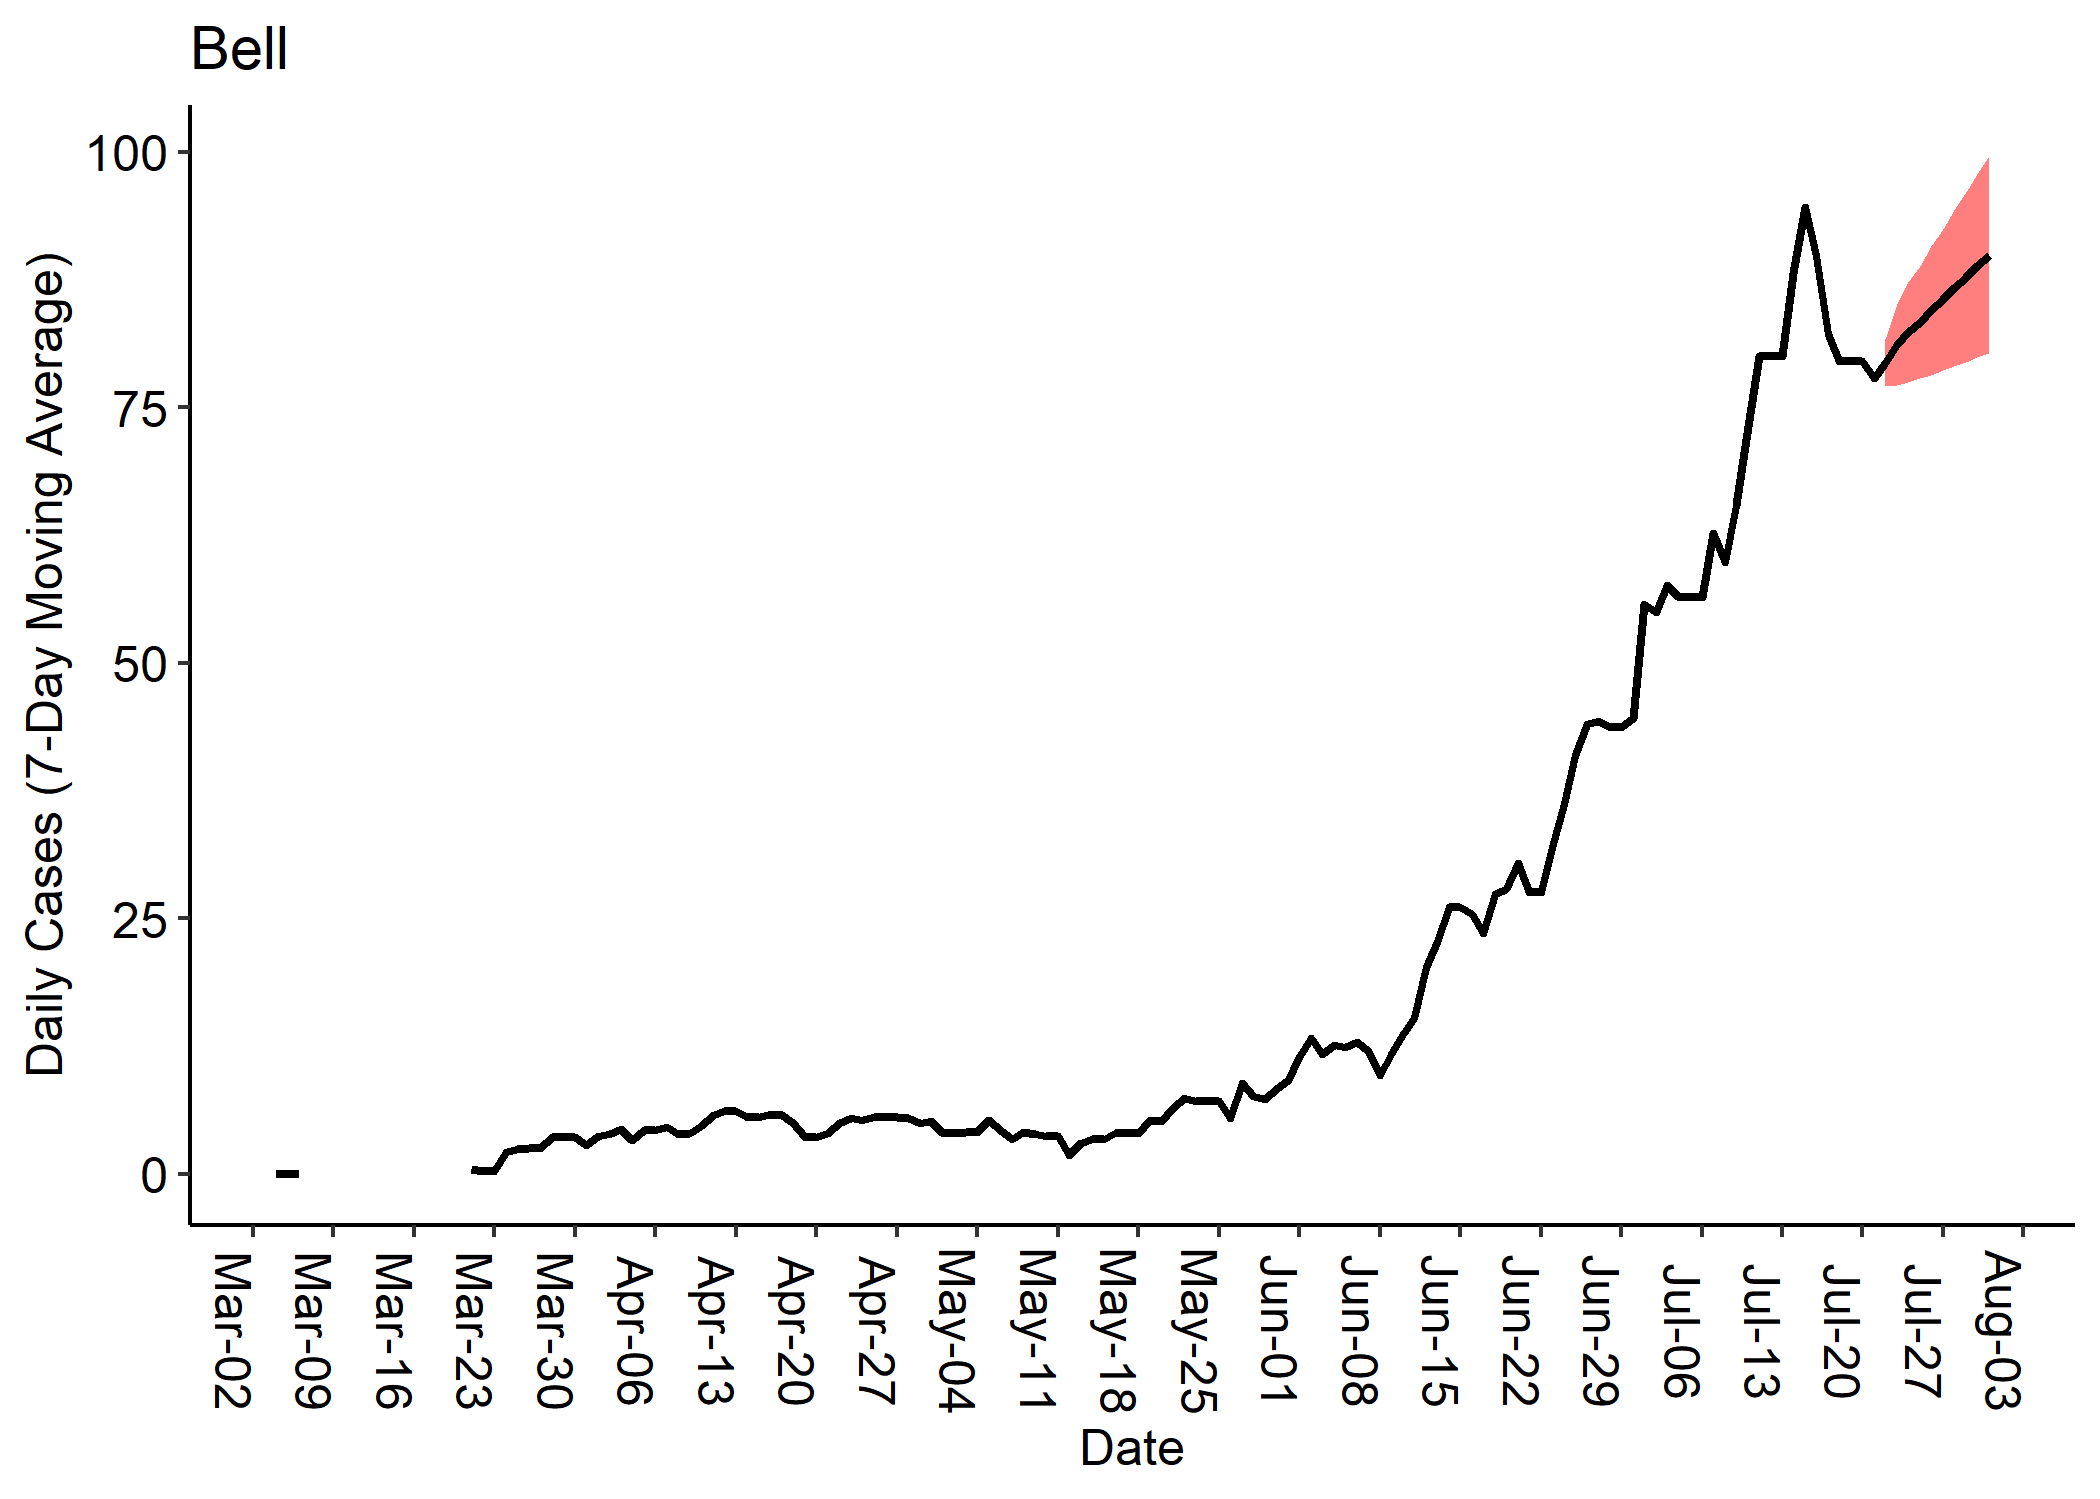 Bell
Daily Cases (7-Day Moving Average)
100
75
50
25
0
Mar-02
Mar-09
Mar-16
Mar-23
Mar-30
Apr-06
Apr-13
Apr-20
Apr-27
May-04
May-11
May-18
May-25
Jun-01
Jun-08
Jun-15
Jun-22
Jun-29
Jul-06
Jul-13
Jul-20
Jul-27
Aug-03
Date